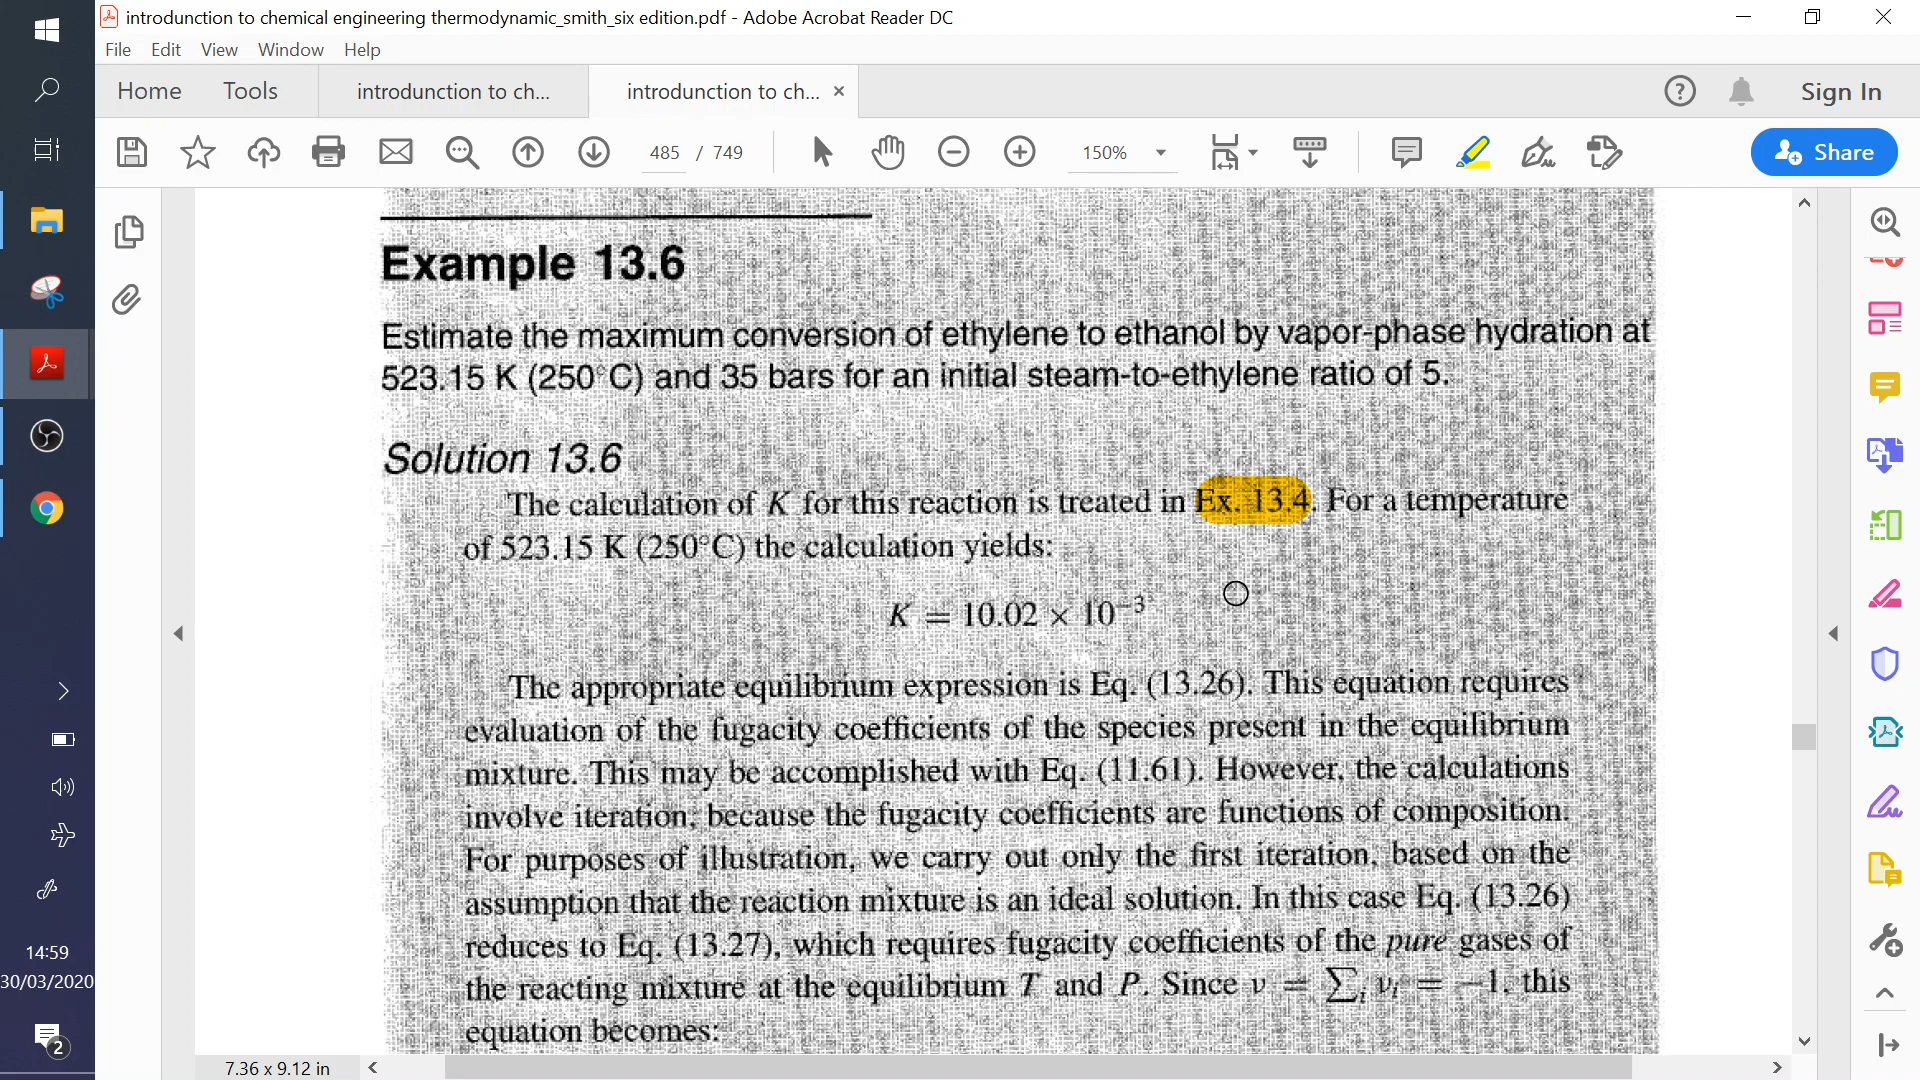 introdunction to chemical engineering thermodynamic_smith_six edition.pdf - Adobe Acrobat Reader DC
File Edit View Window Help
Home Tools introdunction to ch... introdunction to ch... × Sign In
485 / 749 150% Share
Example 13.6
Estimate the maximum conversion of ethylene to ethanol by vapor-phase hydration at
523.15 K (250°C) and 35 bars for an initial steam-to-ethylene ratio of 5.
Solution 13.6
The calculation of K for this reaction is treated in Ex. 13.4. For a temperature
of 523.15 K (250°C) the calculation yields:
K = 10.02 × 10⁻³
The appropriate equilibrium expression is Eq. (13.26). This equation requires
evaluation of the fugacity coefficients of the species present in the equilibrium
mixture. This may be accomplished with Eq. (11.61). However, the calculations
involve iteration, because the fugacity coefficients are functions of composition.
For purposes of illustration, we carry out only the first iteration, based on the
assumption that the reaction mixture is an ideal solution. In this case Eq. (13.26)
reduces to Eq. (13.27), which requires fugacity coefficients of the pure gases of
the reacting mixture at the equilibrium T and P. Since ν = ∑ᵢ νᵢ = −1, this
equation becomes:
7.36 x 9.12 in
14:59
30/03/2020
2